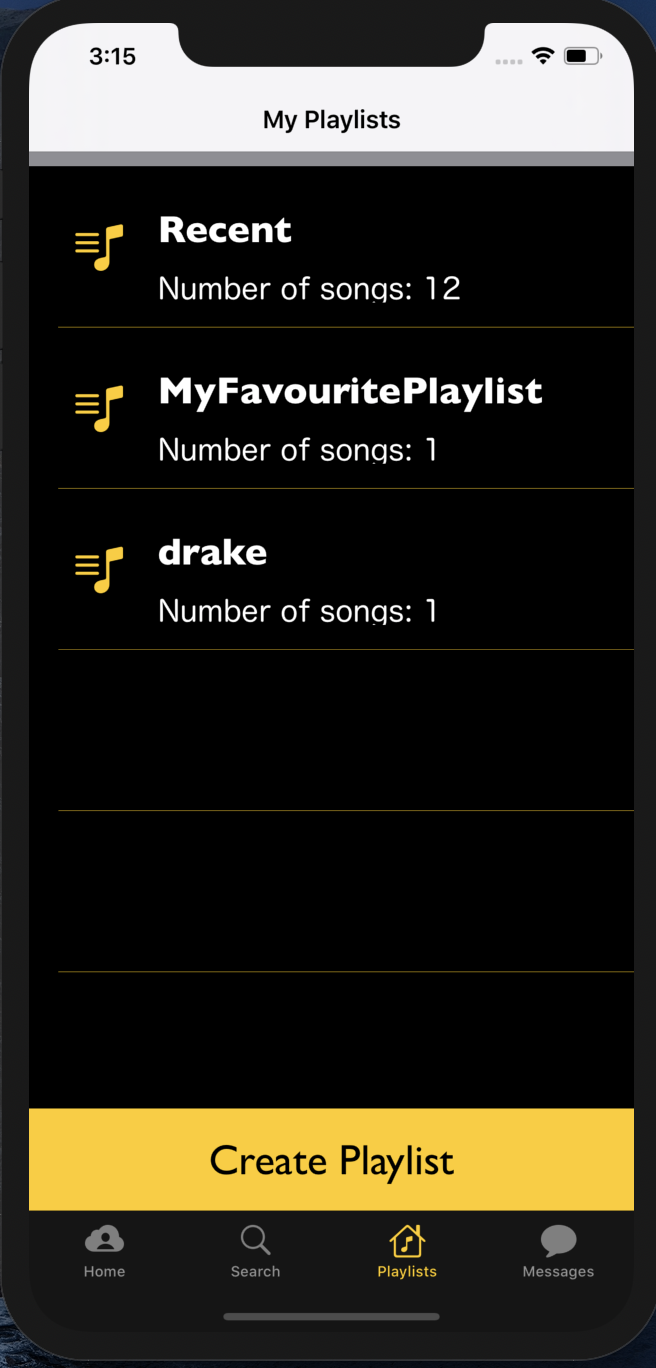 3:15
My Playlists
Recent
Number of songs: 12
MyFavouritePlaylist
Number of songs: 1
drake
Number of songs: 1
Create Playlist
Home Search Playlists Messages